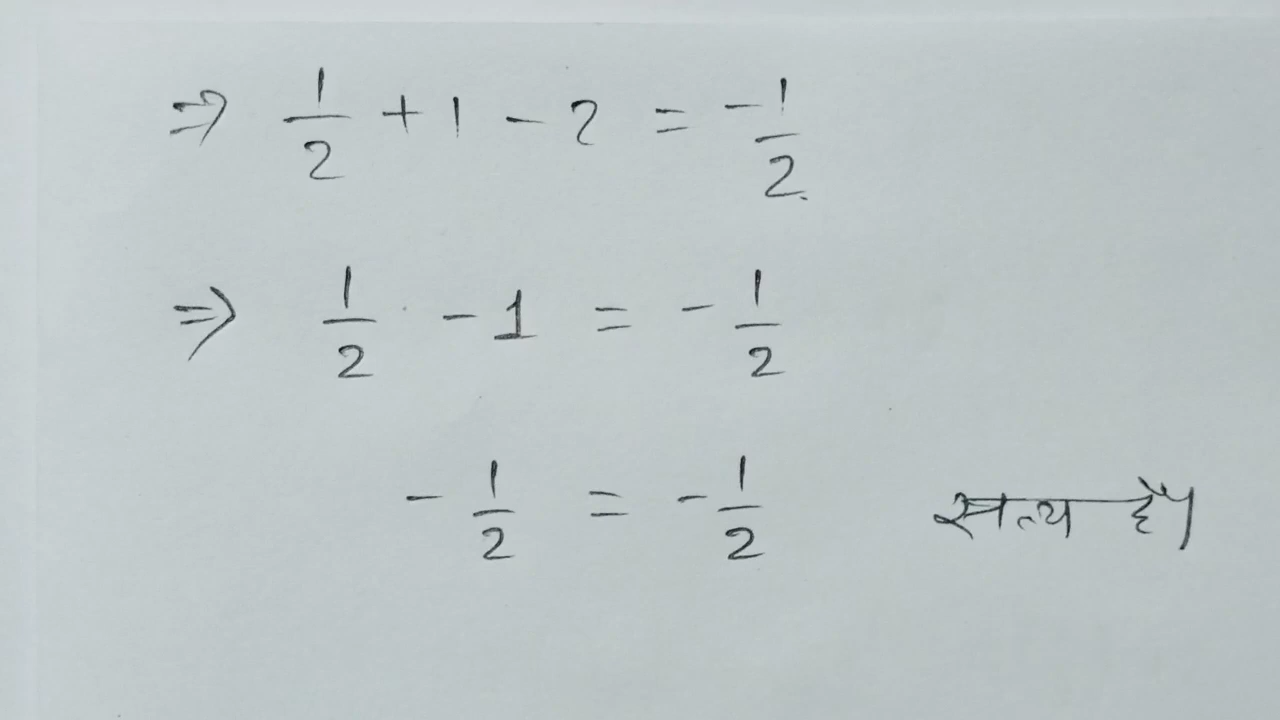 ⇒ 1/2 + 1 - 2 = -1/2
⇒ 1/2 - 1 = - 1/2
- 1/2 = - 1/2 सत्य है।